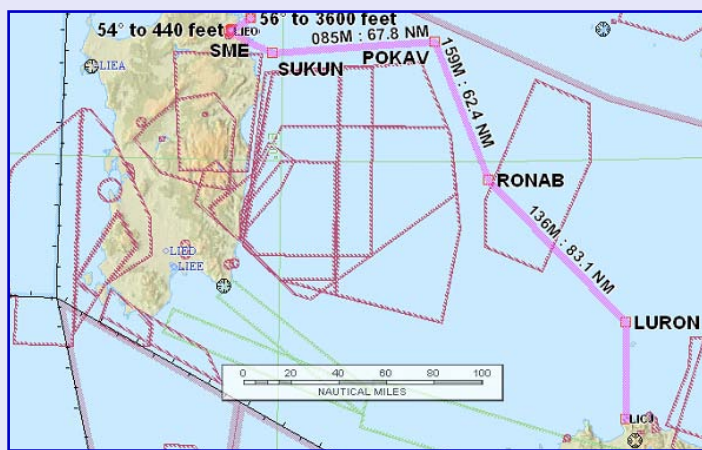 56° to 3600 feet
54° to 440 feet
LIEO
SME
085M : 67.8 NM
SUKUN
POKAV
LIEA
159M : 62.4 NM
RONAB
136M : 83.1 NM
LIED
LIEE
LURON
0 20 40 60 80 100
NAUTICAL MILES
LICJ